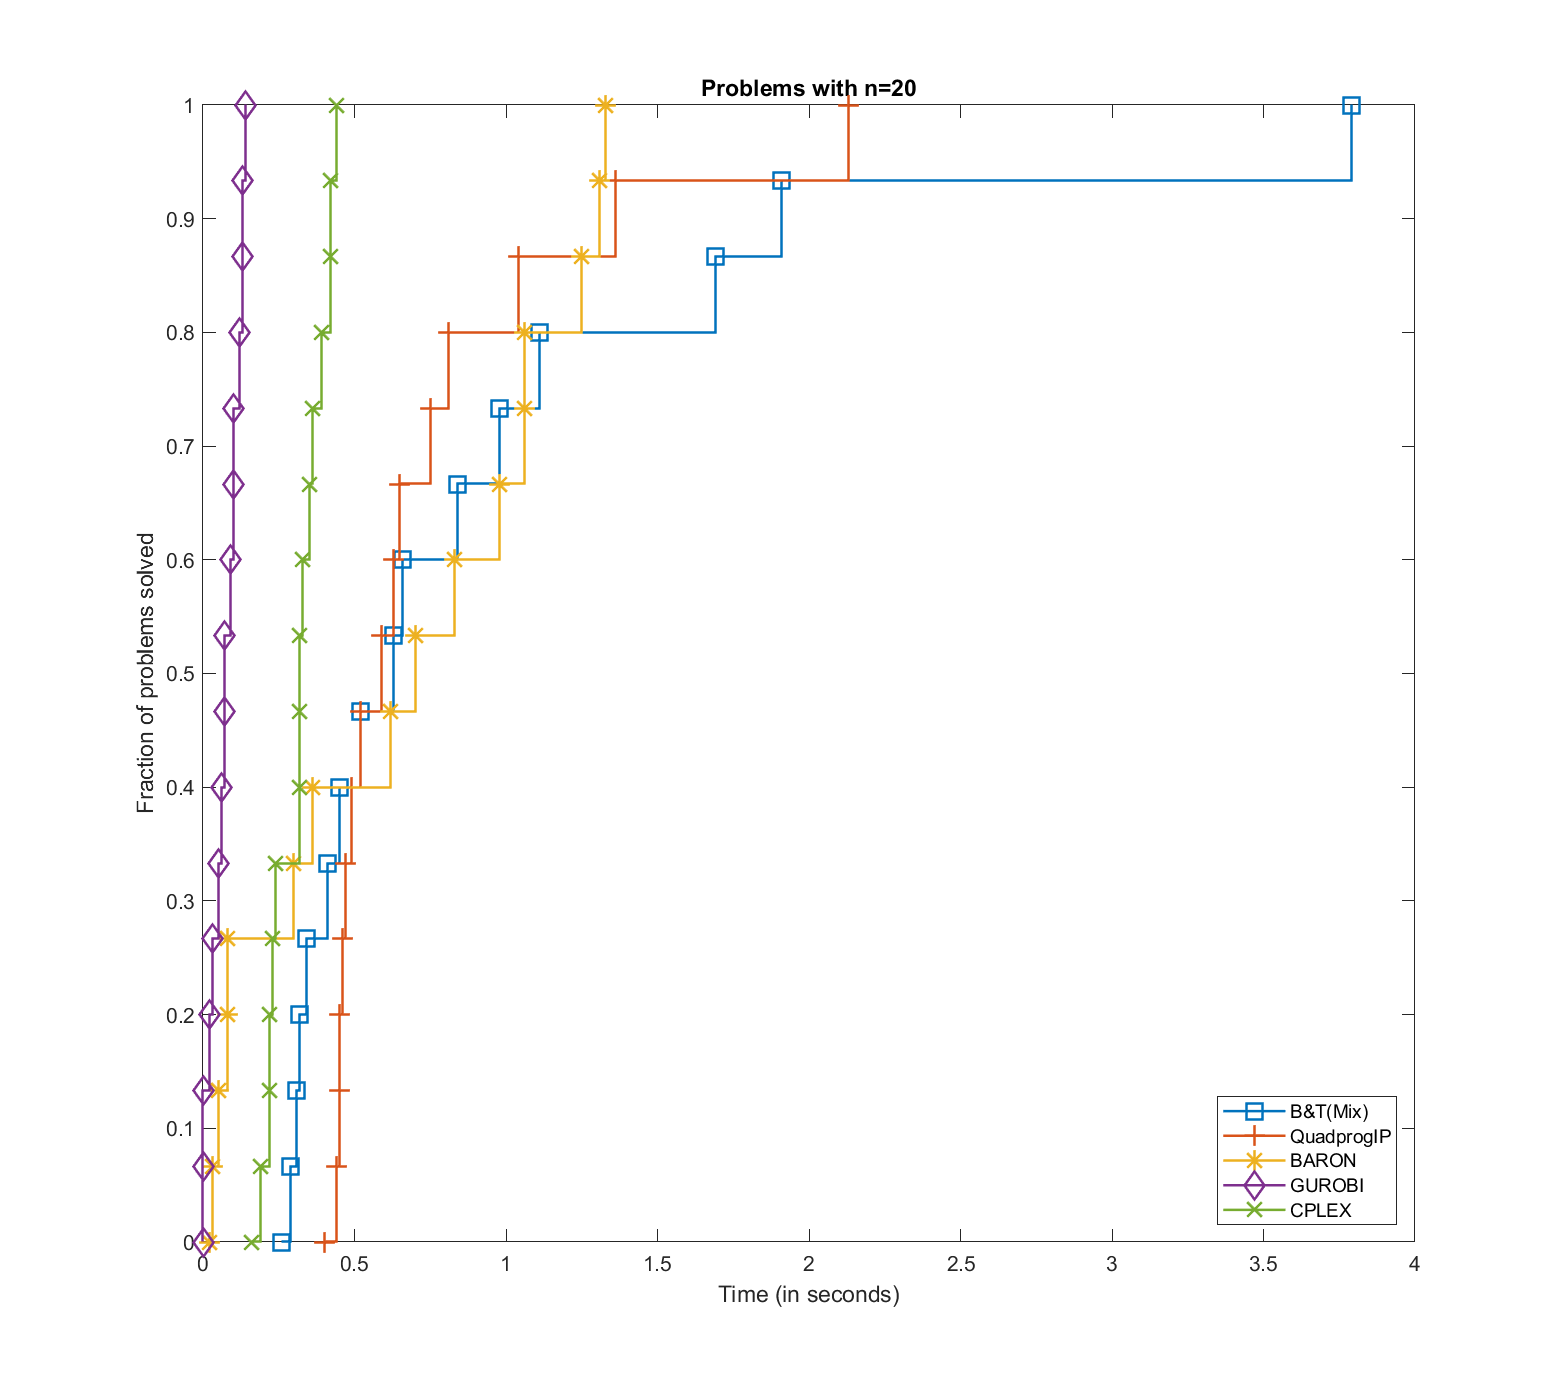 Problems with n=20
1
0.9
0.8
0.7
0.6
0.5
0.4
0.3
0.2
0.1
0
Fraction of problems solved
0
0.5
1
1.5
2
2.5
3
3.5
4
Time (in seconds)
B&T(Mix)
QuadprogIP
BARON
GUROBI
CPLEX